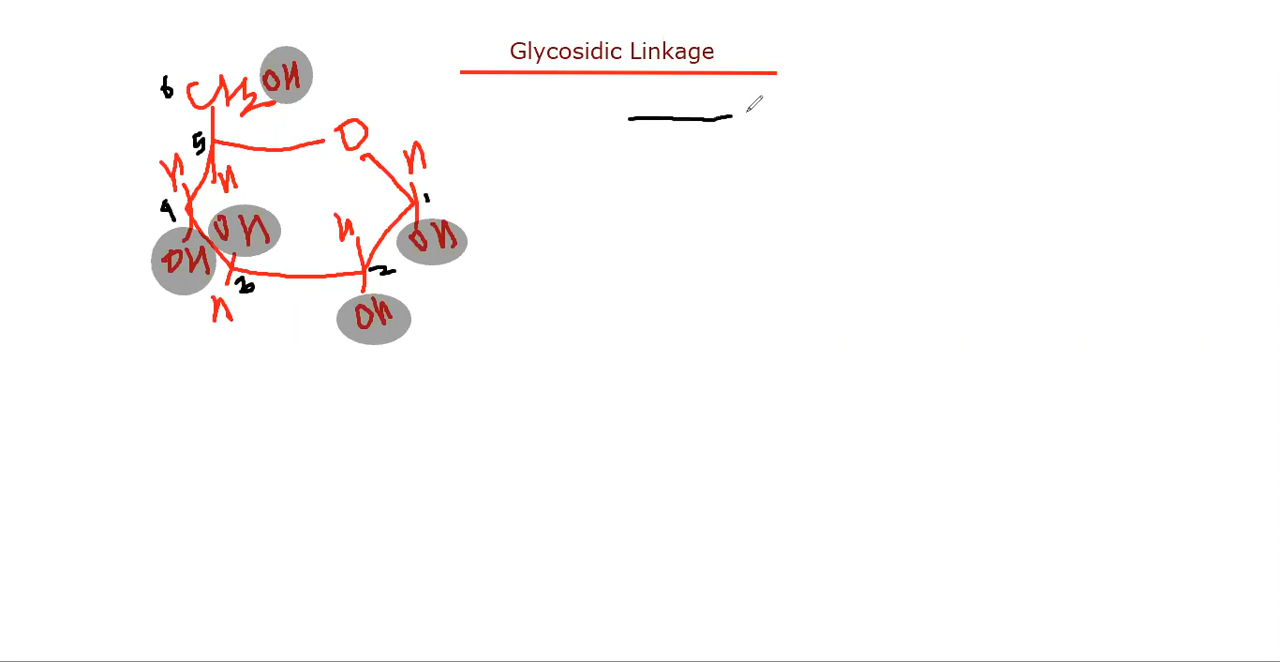 Glycosidic Linkage
6 CH2 OH
5 O
H H H
4 1
OH OH H OH
3 2
H OH